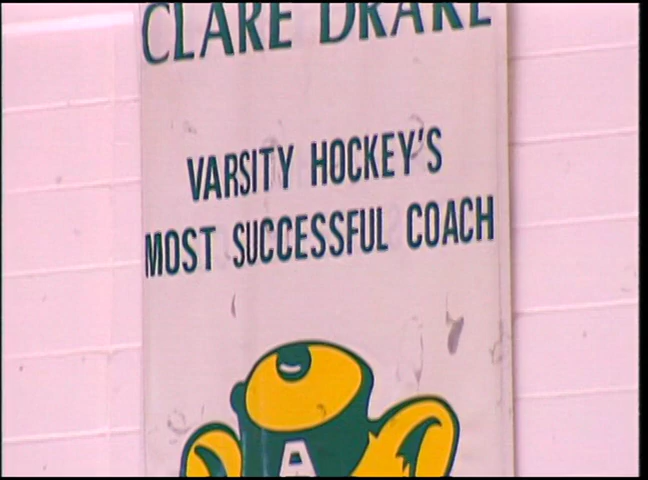 CLARE DRAKE
VARSITY HOCKEY'S
MOST SUCCESSFUL COACH
A